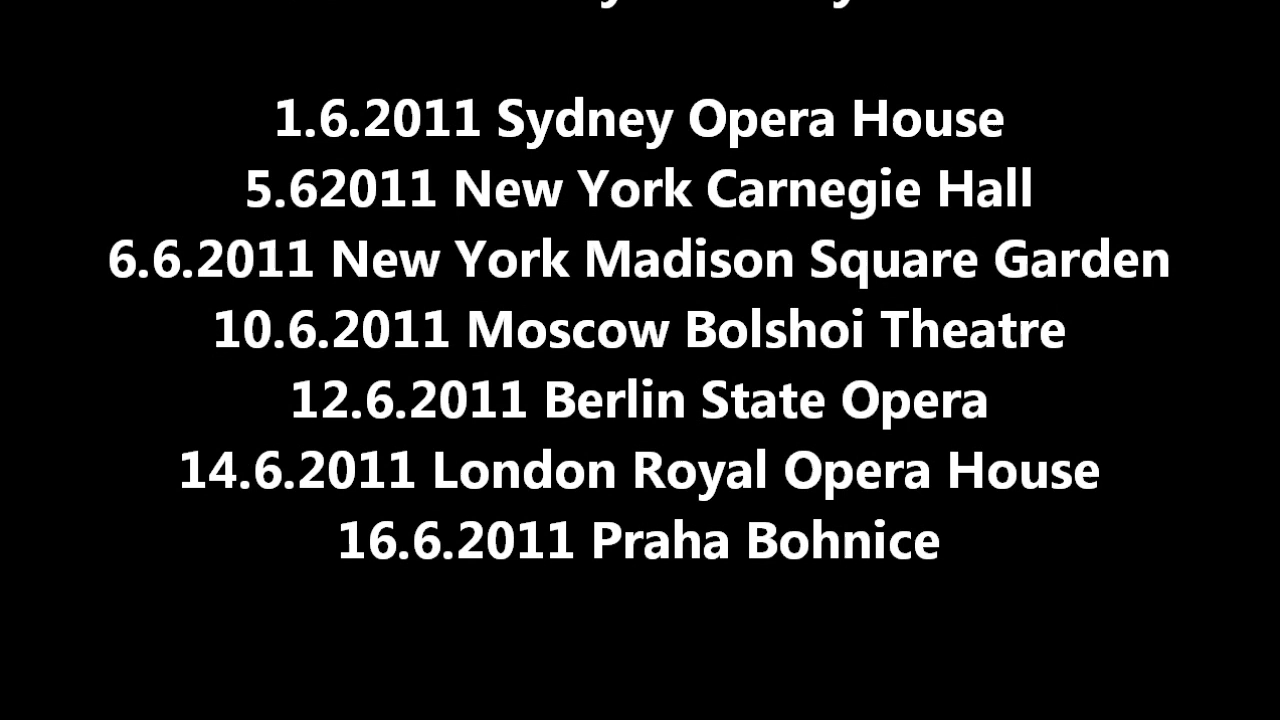 1.6.2011 Sydney Opera House
5.62011 New York Carnegie Hall
6.6.2011 New York Madison Square Garden
10.6.2011 Moscow Bolshoi Theatre
12.6.2011 Berlin State Opera
14.6.2011 London Royal Opera House
16.6.2011 Praha Bohnice